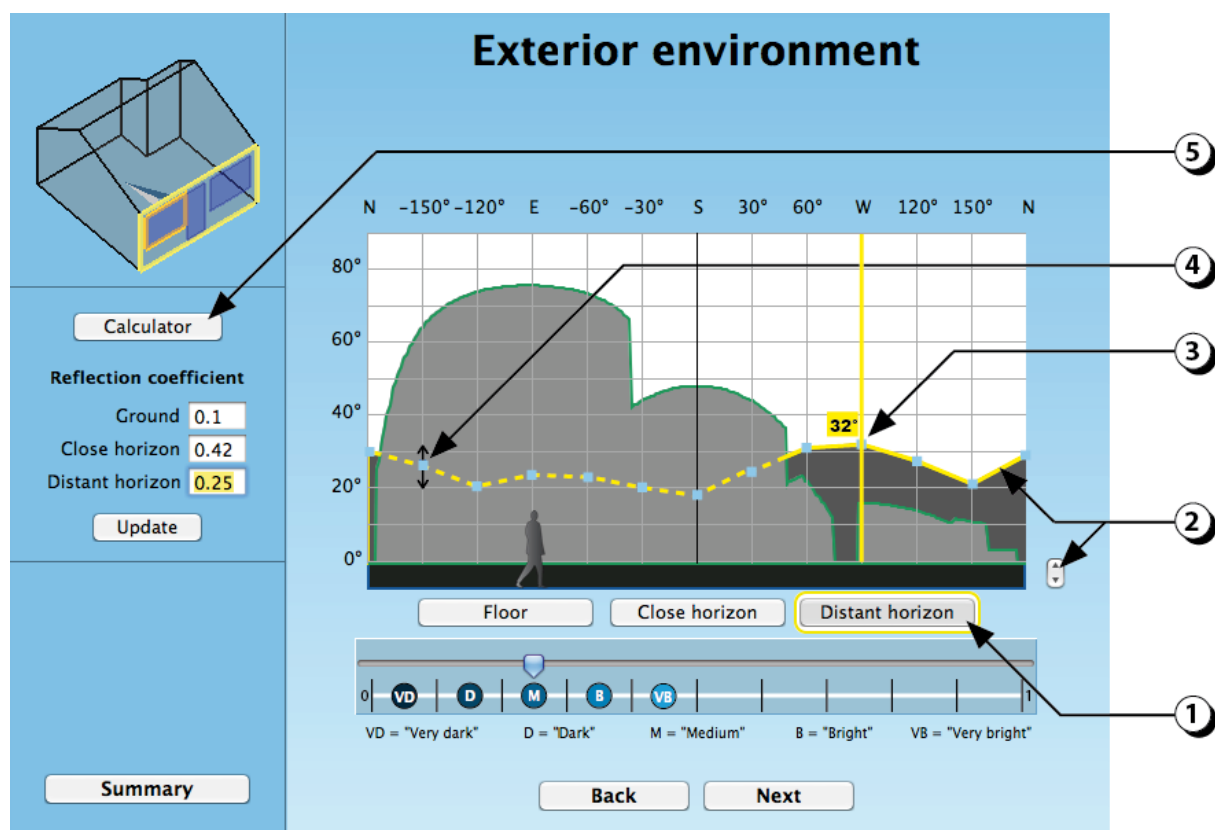 Exterior environment
5
N -150° -120° E -60° -30° S 30° 60° W 120° 150° N
4
80°
Calculator
60°
3
Reflection coefficient
Ground 0.1
40°
32°
Close horizon 0.42
Distant horizon 0.25
20°
Update
2
0°
Floor Close horizon Distant horizon
0 VD D M B VB 1
1
VD = "Very dark" D = "Dark" M = "Medium" B = "Bright" VB = "Very bright"
Summary
Back Next